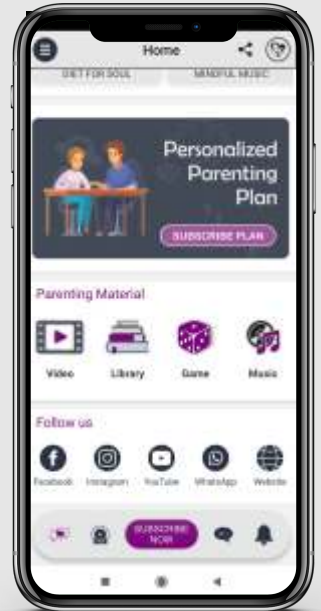 Home
DIET FOR SOUL
MINDFUL MUSIC
Personalized
Parenting
Plan
SUBSCRIBE PLAN
Parenting Material
Video
Library
Game
Music
Follow us
Facebook
Instagram
YouTube
WhatsApp
Website
SUBSCRIBE
NOW